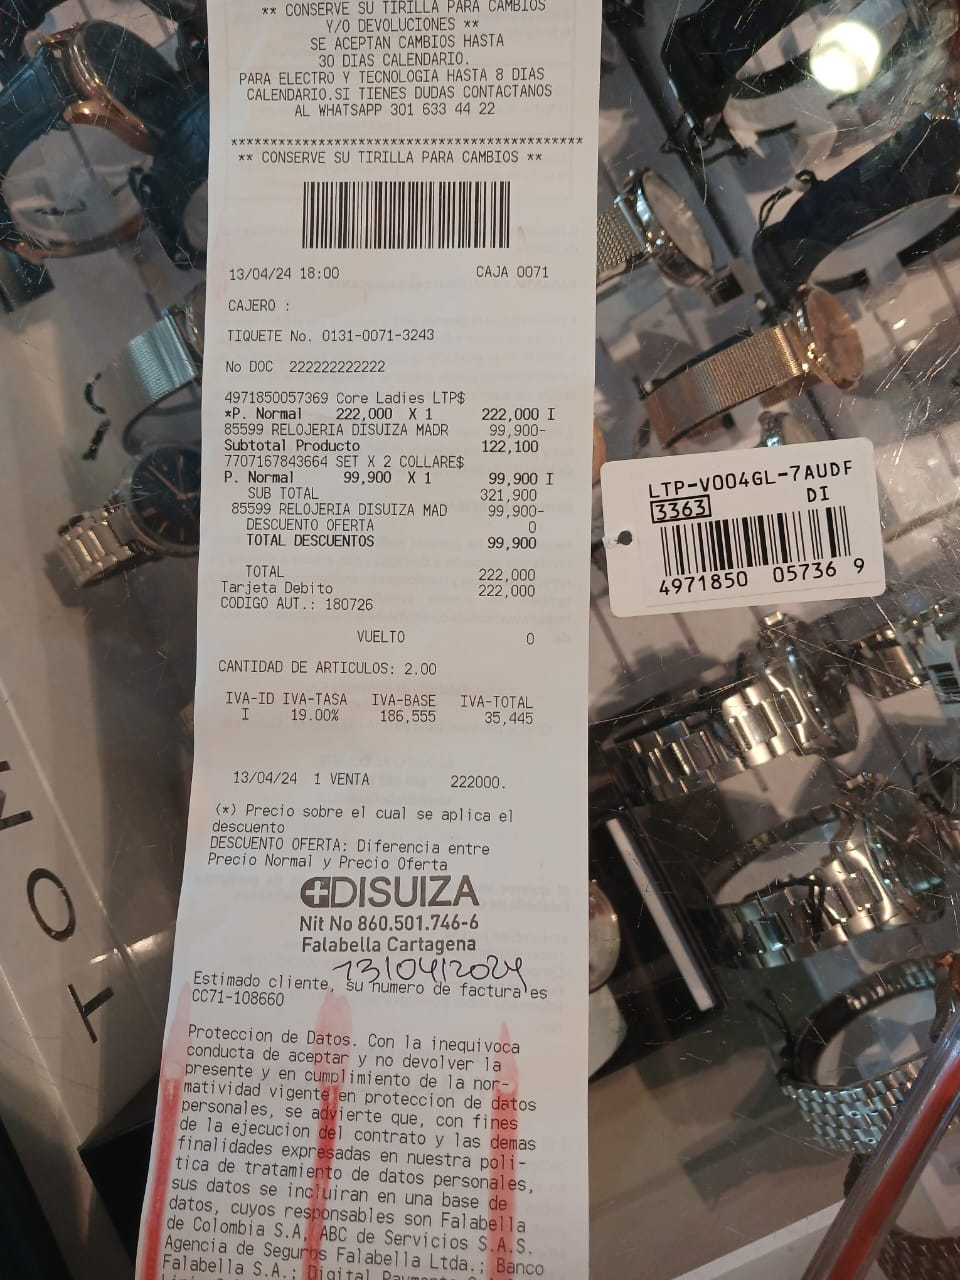 ** CONSERVE SU TIRILLA PARA CAMBIOS
Y/O DEVOLUCIONES **
SE ACEPTAN CAMBIOS HASTA
30 DIAS CALENDARIO.
PARA ELECTRO Y TECNOLOGIA HASTA 8 DIAS
CALENDARIO.SI TIENES DUDAS CONTACTANOS
AL WHATSAPP 301 633 44 22
******************************************
** CONSERVE SU TIRILLA PARA CAMBIOS **
13/04/24 18:00 CAJA 0071
CAJERO :
TIQUETE No. 0131-0071-3243
No DOC 222222222222
4971850057369 Core Ladies LTP$
*P. Normal 222,000 X 1 222,000 I
85599 RELOJERIA DISUIZA MADR 99,900-
Subtotal Producto 122,100
7707167843664 SET X 2 COLLARE$
P. Normal 99,900 X 1 99,900 I
SUB TOTAL 321,900
85599 RELOJERIA DISUIZA MAD 99,900-
DESCUENTO OFERTA 0
TOTAL DESCUENTOS 99,900
TOTAL 222,000
Tarjeta Debito 222,000
CODIGO AUT.: 180726
VUELTO 0
CANTIDAD DE ARTICULOS: 2.00
IVA-ID IVA-TASA IVA-BASE IVA-TOTAL
I 19.00% 186,555 35,445
13/04/24 1 VENTA 222000.
(*) Precio sobre el cual se aplica el
descuento
DESCUENTO OFERTA: Diferencia entre
Precio Normal y Precio Oferta
DISUIZA
Nit No 860.501.746-6
Falabella Cartagena
13/04/2024
Estimado cliente, su numero de factura es
CC71-108660
Proteccion de Datos. Con la inequivoca
conducta de aceptar y no devolver la
presente y en cumplimiento de la nor-
matividad vigente en proteccion de datos
personales, se advierte que, con fines
de la ejecucion del contrato y las demas
finalidades expresadas en nuestra poli-
tica de tratamiento de datos personales,
sus datos se incluiran en una base de
datos, cuyos responsables son Falabella
de Colombia S.A, ABC de Servicios S.A.S.
Agencia de Seguros Falabella Ltda.; Banco
Falabella S.A.; Digital
LTP-V004GL-7AUDF
3363 DI
4971850 05736 9